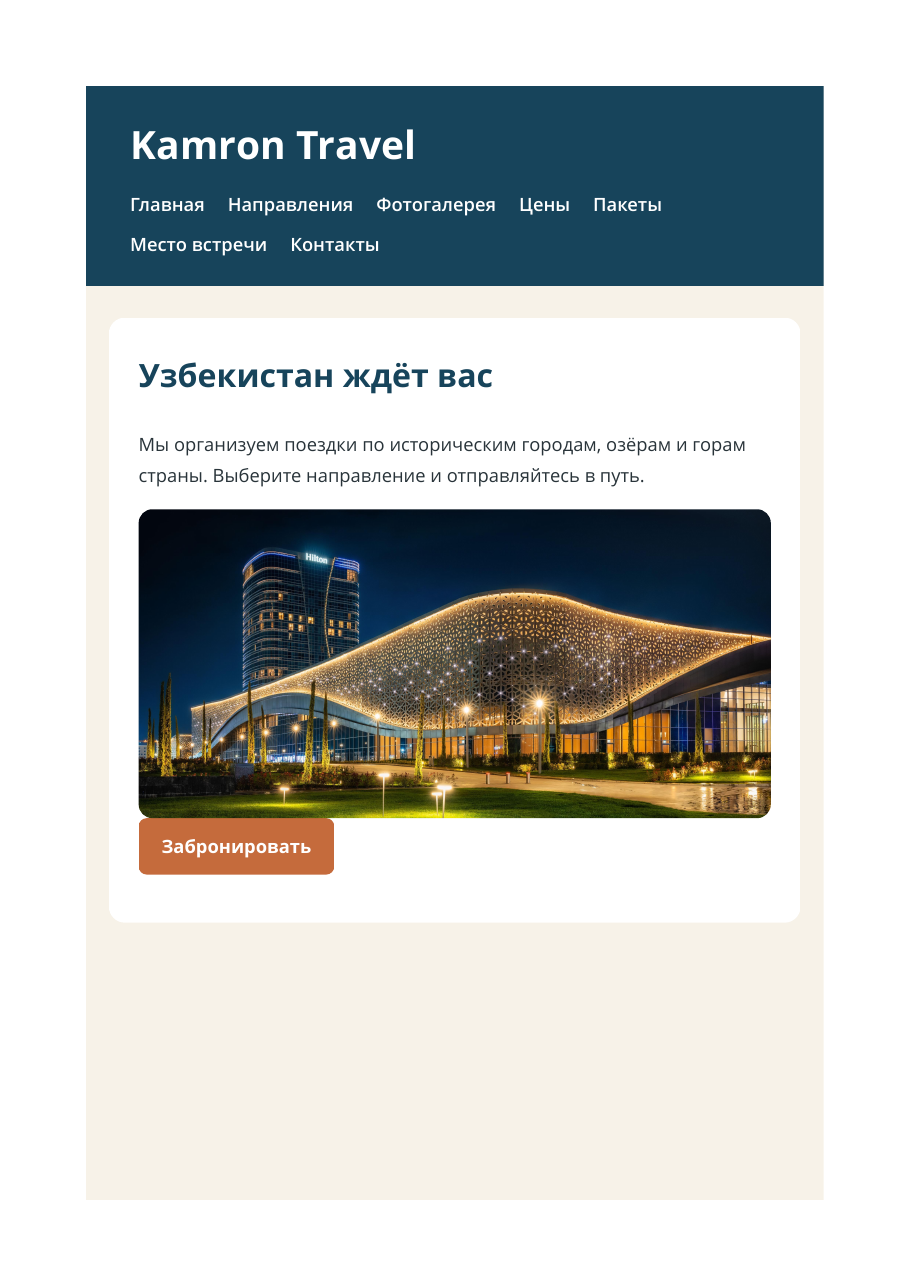 Kamron Travel
Главная Направления Фотогалерея Цены Пакеты
Место встречи Контакты
Узбекистан ждёт вас
Мы организуем поездки по историческим городам, озёрам и горам
страны. Выберите направление и отправляйтесь в путь.
Hilton
Забронировать